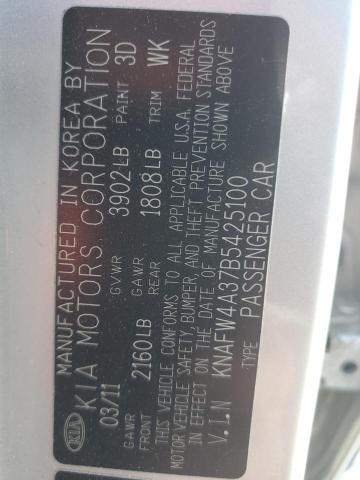 MANUFACTURED IN KOREA BY
KIA KIA MOTORS CORPORATION
03/11 GVWR 3902LB PAINT 3D
GAWR FRONT 2160LB GAWR REAR 1808LB TRIM WK
THIS VEHICLE CONFORMS TO ALL APPLICABLE U.S.A. FEDERAL
MOTOR VEHICLE SAFETY, BUMPER, AND THEFT PREVENTION STANDARDS
IN EFFECT ON THE DATE OF MANUFACTURE SHOWN ABOVE
V.I.N KNAFW4A37B5425100
TYPE PASSENGER CAR